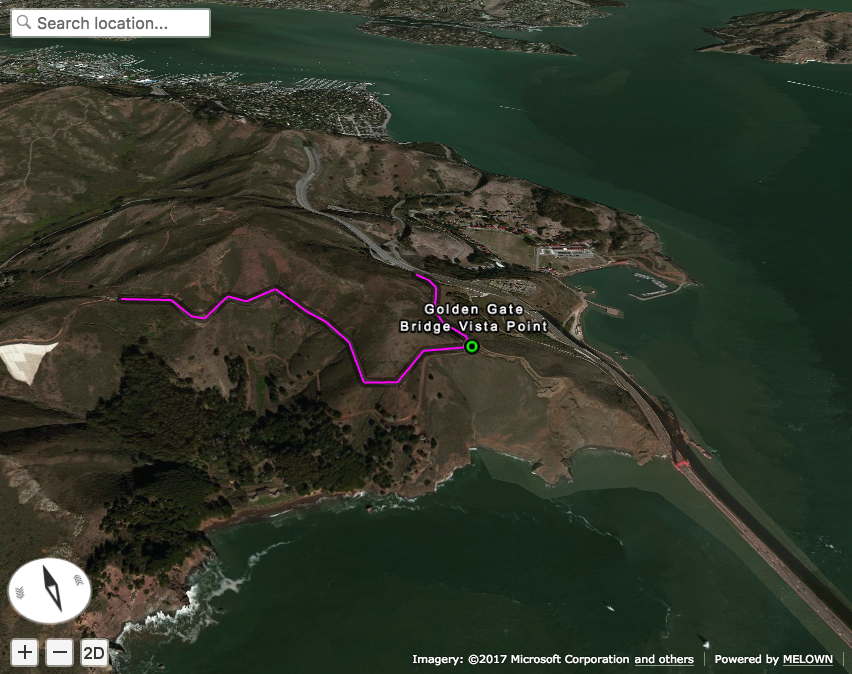 Search location...
Golden Gate
Bridge Vista Point
+
−
2D
Imagery: ©2017 Microsoft Corporation and others | Powered by MELOWN |